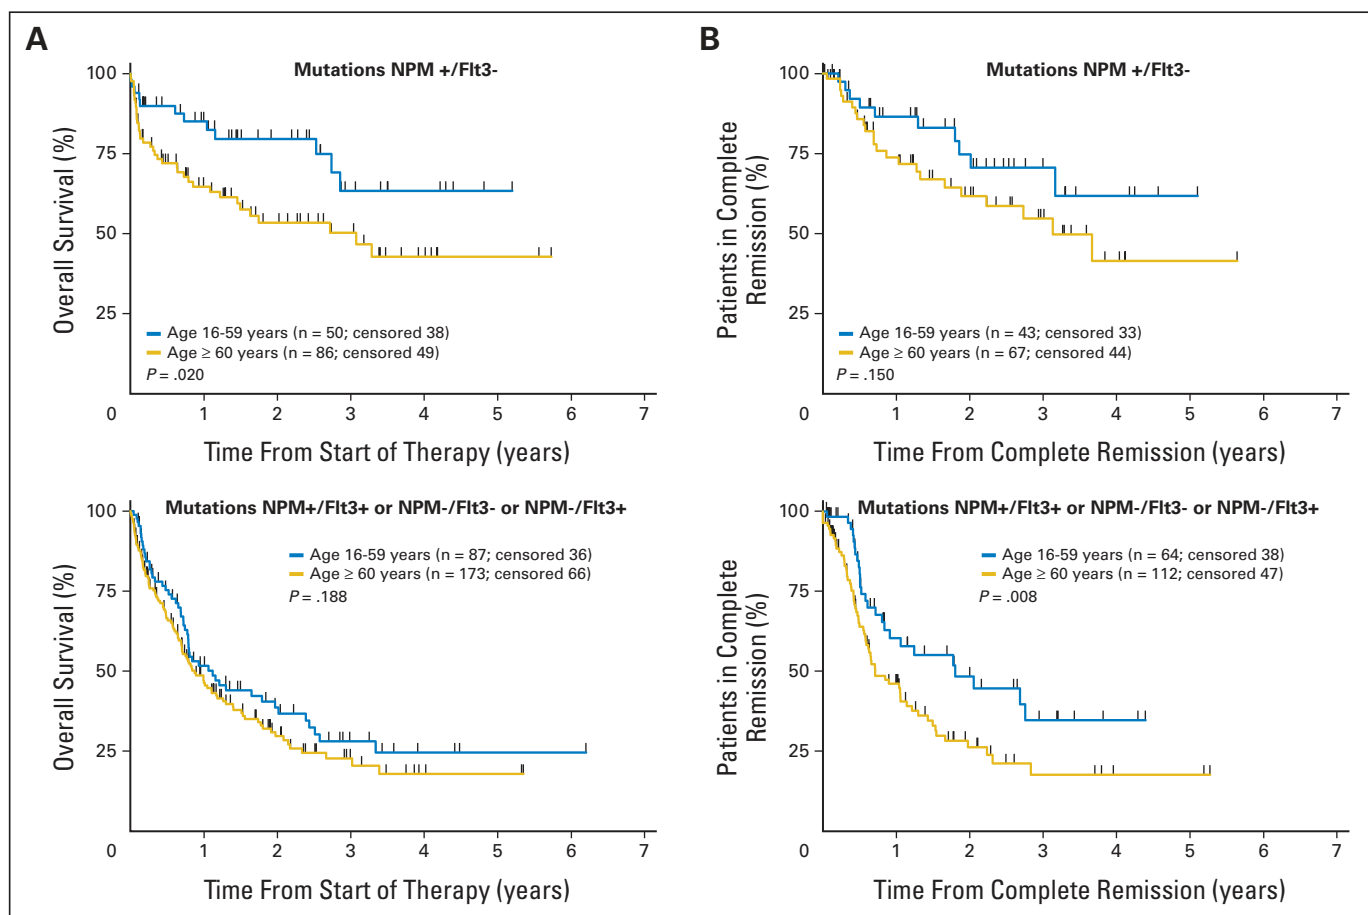 A
Mutations NPM +/Flt3-
Overall Survival (%)
100
75
50
25
0
Age 16-59 years (n = 50; censored 38)
Age ≥ 60 years (n = 86; censored 49)
P = .020
1 2 3 4 5 6 7
Time From Start of Therapy (years)
B
Mutations NPM +/Flt3-
Patients in Complete
Remission (%)
100
75
50
25
0
Age 16-59 years (n = 43; censored 33)
Age ≥ 60 years (n = 67; censored 44)
P = .150
1 2 3 4 5 6 7
Time From Complete Remission (years)
Mutations NPM+/Flt3+ or NPM-/Flt3- or NPM-/Flt3+
Overall Survival (%)
100
75
50
25
0
Age 16-59 years (n = 87; censored 36)
Age ≥ 60 years (n = 173; censored 66)
P = .188
1 2 3 4 5 6 7
Time From Start of Therapy (years)
Mutations NPM+/Flt3+ or NPM-/Flt3- or NPM-/Flt3+
Patients in Complete
Remission (%)
100
75
50
25
0
Age 16-59 years (n = 64; censored 38)
Age ≥ 60 years (n = 112; censored 47)
P = .008
1 2 3 4 5 6 7
Time From Complete Remission (years)